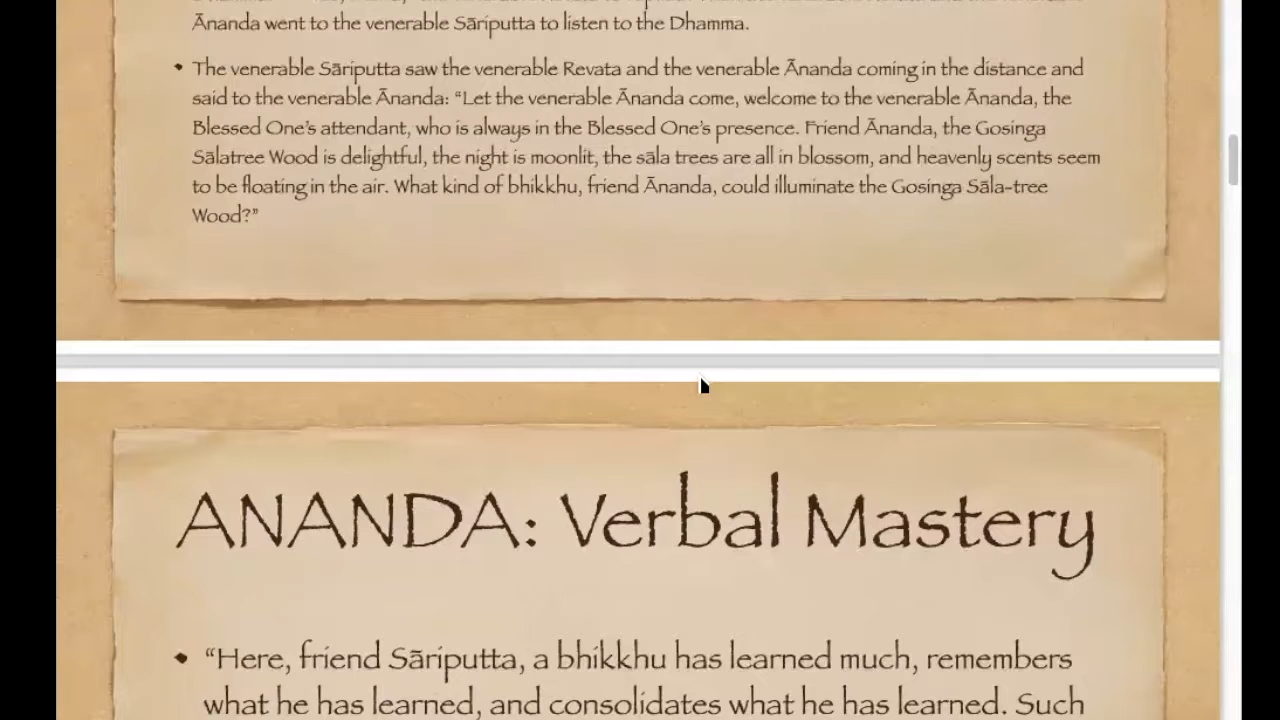 Ānanda went to the venerable Sāriputta to listen to the Dhamma.
• The venerable Sāriputta saw the venerable Revata and the venerable Ānanda coming in the distance and
said to the venerable Ānanda: “Let the venerable Ānanda come, welcome to the venerable Ānanda, the
Blessed One’s attendant, who is always in the Blessed One’s presence. Friend Ānanda, the Gosinga
Sālatree Wood is delightful, the night is moonlit, the sāla trees are all in blossom, and heavenly scents seem
to be floating in the air. What kind of bhikkhu, friend Ānanda, could illuminate the Gosinga Sāla-tree
Wood?”
ANANDA: Verbal Mastery
• “Here, friend Sāriputta, a bhikkhu has learned much, remembers
what he has learned, and consolidates what he has learned. Such